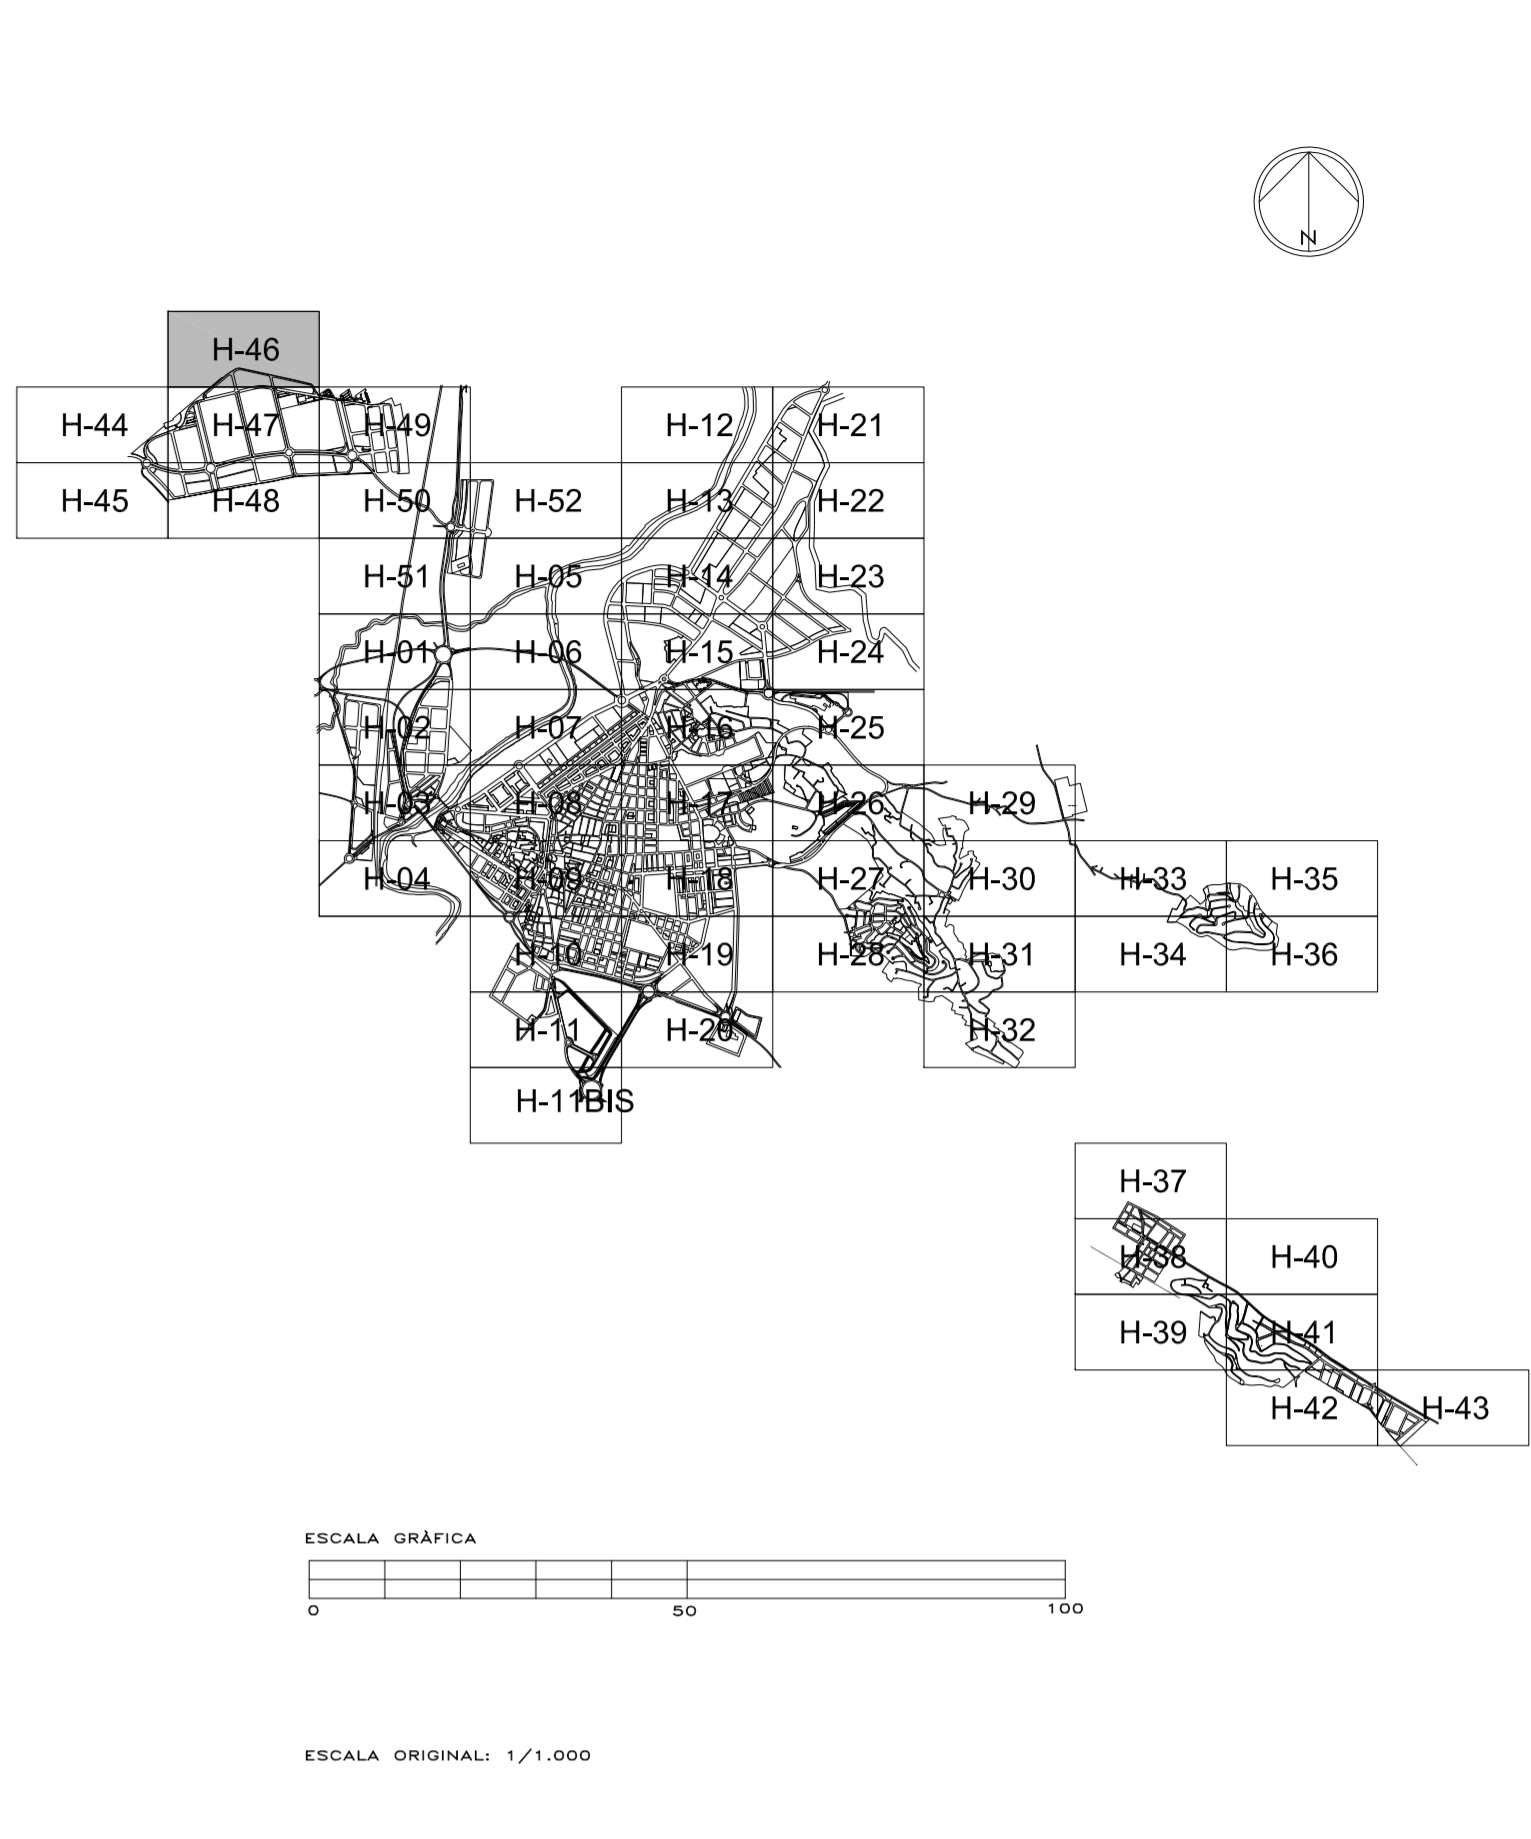 N
H-46
H-44 H-47 H-49 H-12 H-21
H-45 H-48 H-50 H-52 H-13 H-22
H-51 H-05 H-14 H-23
H-01 H-06 H-15 H-24
H-02 H-07 H-16 H-25
H-03 H-08 H-17 H-26 H-29
H-04 H-09 H-18 H-27 H-30 H-33 H-35
H-10 H-19 H-28 H-31 H-34 H-36
H-11 H-20 H-32
H-11BIS
H-37
H-38 H-40
H-39 H-41
H-42 H-43
ESCALA GRÀFICA
0 50 100
ESCALA ORIGINAL: 1/1.000